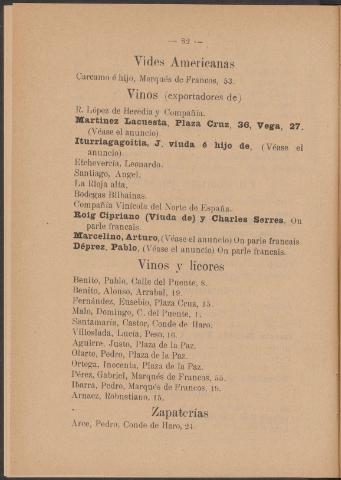 — 82 —
Vides Americanas
Carcamo é hijo, Marqués de Francos, 53.
Vinos (exportadores de)
R. López de Heredia y Compañía.
Martinez Lacuesta, Plaza Cruz, 36, Vega, 27.
(Véase el anuncio).
Iturriagagoitia, J. viuda é hijo de, (Véase el
anuncio).
Etcheverría, Leonardo.
Santiago, Angel.
La Rioja alta,
Bodegas Bilbainas.
Compañía Vinícola del Norte de España.
Roig Cipriano (Viuda de) y Charles Serres, On
parle francais.
Marcelino, Arturo, (Véase el anuncio) On parle francais
Déprez, Pablo, (Véase el anuncio) On parle francais.
Vinos y licores
Benito, Pablo, Calle del Puente, 8.
Benito, Alonso, Arrabal, 19.
Fernández, Eusebio, Plaza Cruz, 15.
Malo, Domingo, C. del Puente, 1.
Santamaría, Castor, Conde de Haro.
Villoslada, Lucía, Peso, 16.
Aguirre, Justo, Plaza de la Paz.
Olarte, Pedro, Plaza de la Paz.
Ortega, Inocenta, Plaza de la Paz.
Pérez, Gabriel, Marqués de Francos, 55.
Ibarra, Pedro, Marqués de Francos, 19.
Arnaez, Robustiano, 15.
Zapaterías
Arce, Pedro, Conde de Haro, 24.